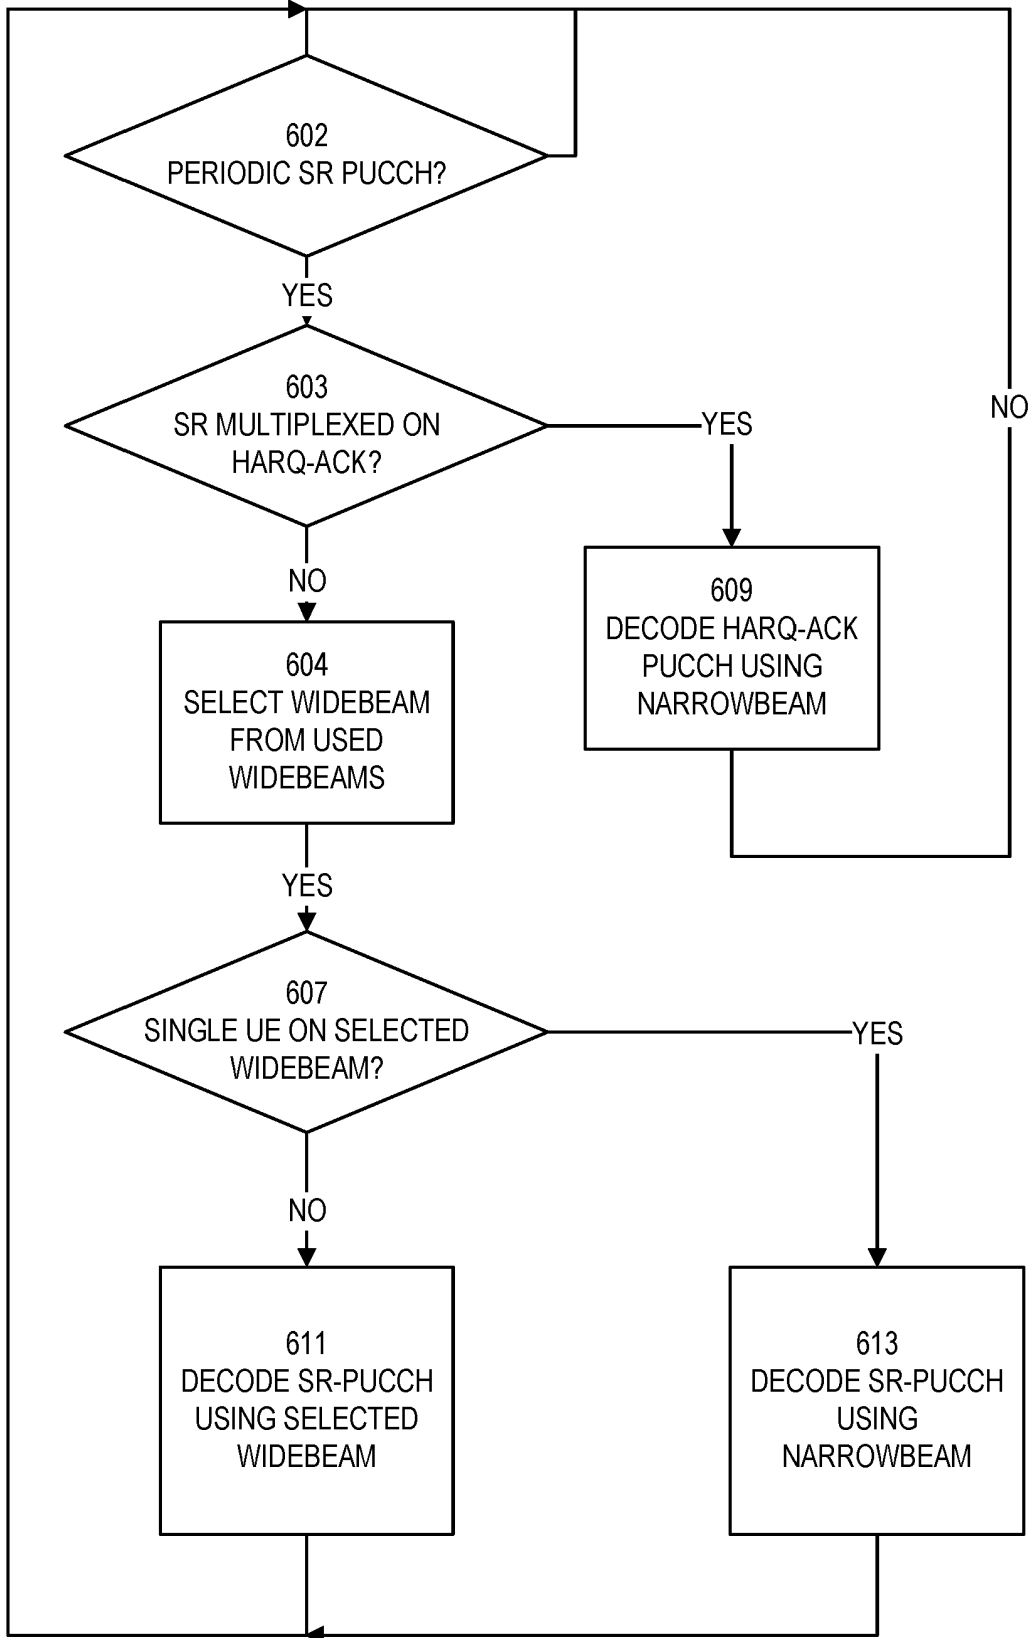 602
PERIODIC SR PUCCH?
YES
603
SR MULTIPLEXED ON
HARQ-ACK?
YES
NO
NO
609
DECODE HARQ-ACK
PUCCH USING
NARROWBEAM
604
SELECT WIDEBEAM
FROM USED
WIDEBEAMS
YES
607
SINGLE UE ON SELECTED
WIDEBEAM?
YES
NO
611
DECODE SR-PUCCH
USING SELECTED
WIDEBEAM
613
DECODE SR-PUCCH
USING
NARROWBEAM